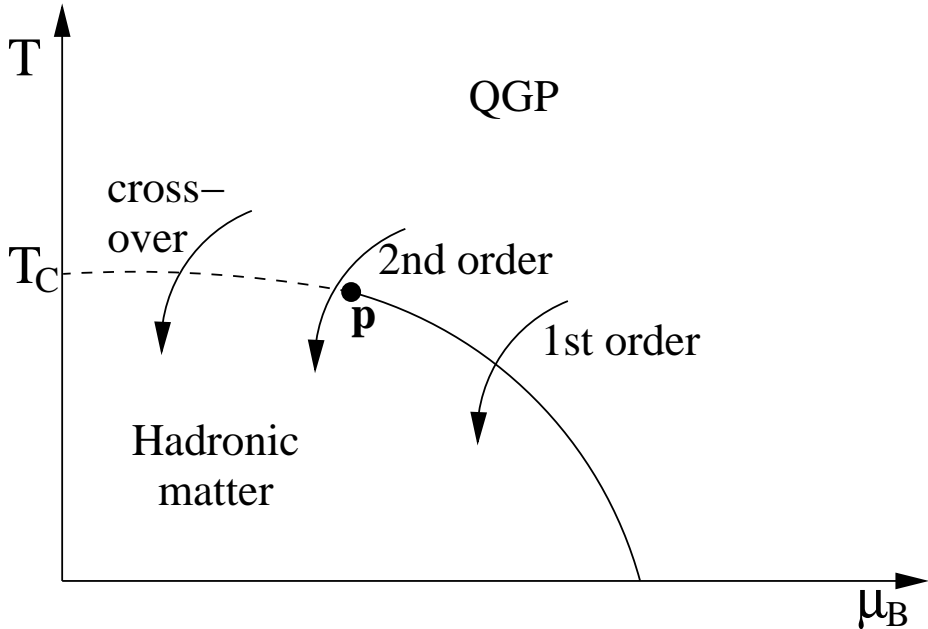 T
QGP
cross–
over
T_C
2nd order
p
1st order
Hadronic
matter
μ_B